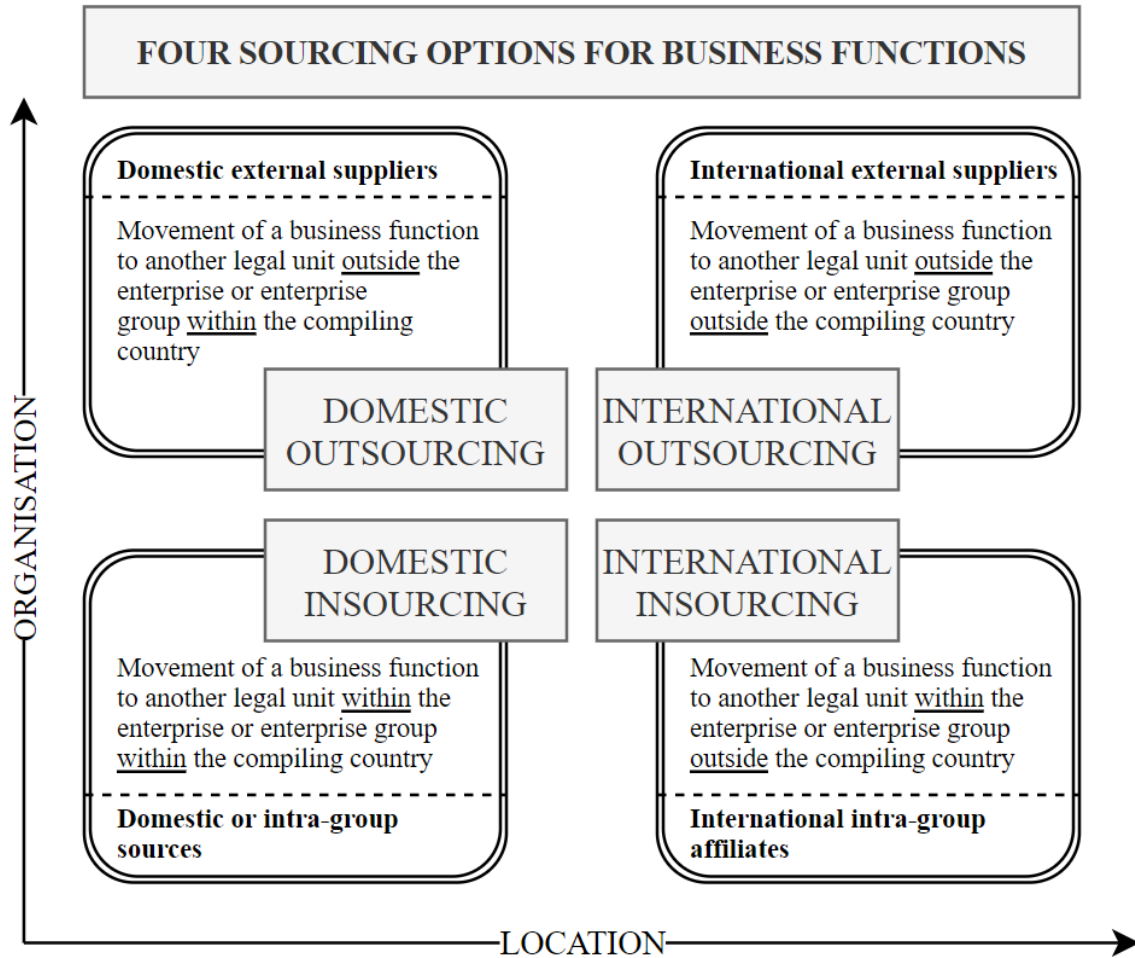 FOUR SOURCING OPTIONS FOR BUSINESS FUNCTIONS
ORGANISATION
Domestic external suppliers
Movement of a business function
to another legal unit outside the
enterprise or enterprise
group within the compiling
country
DOMESTIC
OUTSOURCING
International external suppliers
Movement of a business function
to another legal unit outside the
enterprise or enterprise group
outside the compiling country
INTERNATIONAL
OUTSOURCING
DOMESTIC
INSOURCING
Movement of a business function
to another legal unit within the
enterprise or enterprise group
within the compiling country
Domestic or intra-group
sources
INTERNATIONAL
INSOURCING
Movement of a business function
to another legal unit within the
enterprise or enterprise group
outside the compiling country
International intra-group
affiliates
LOCATION